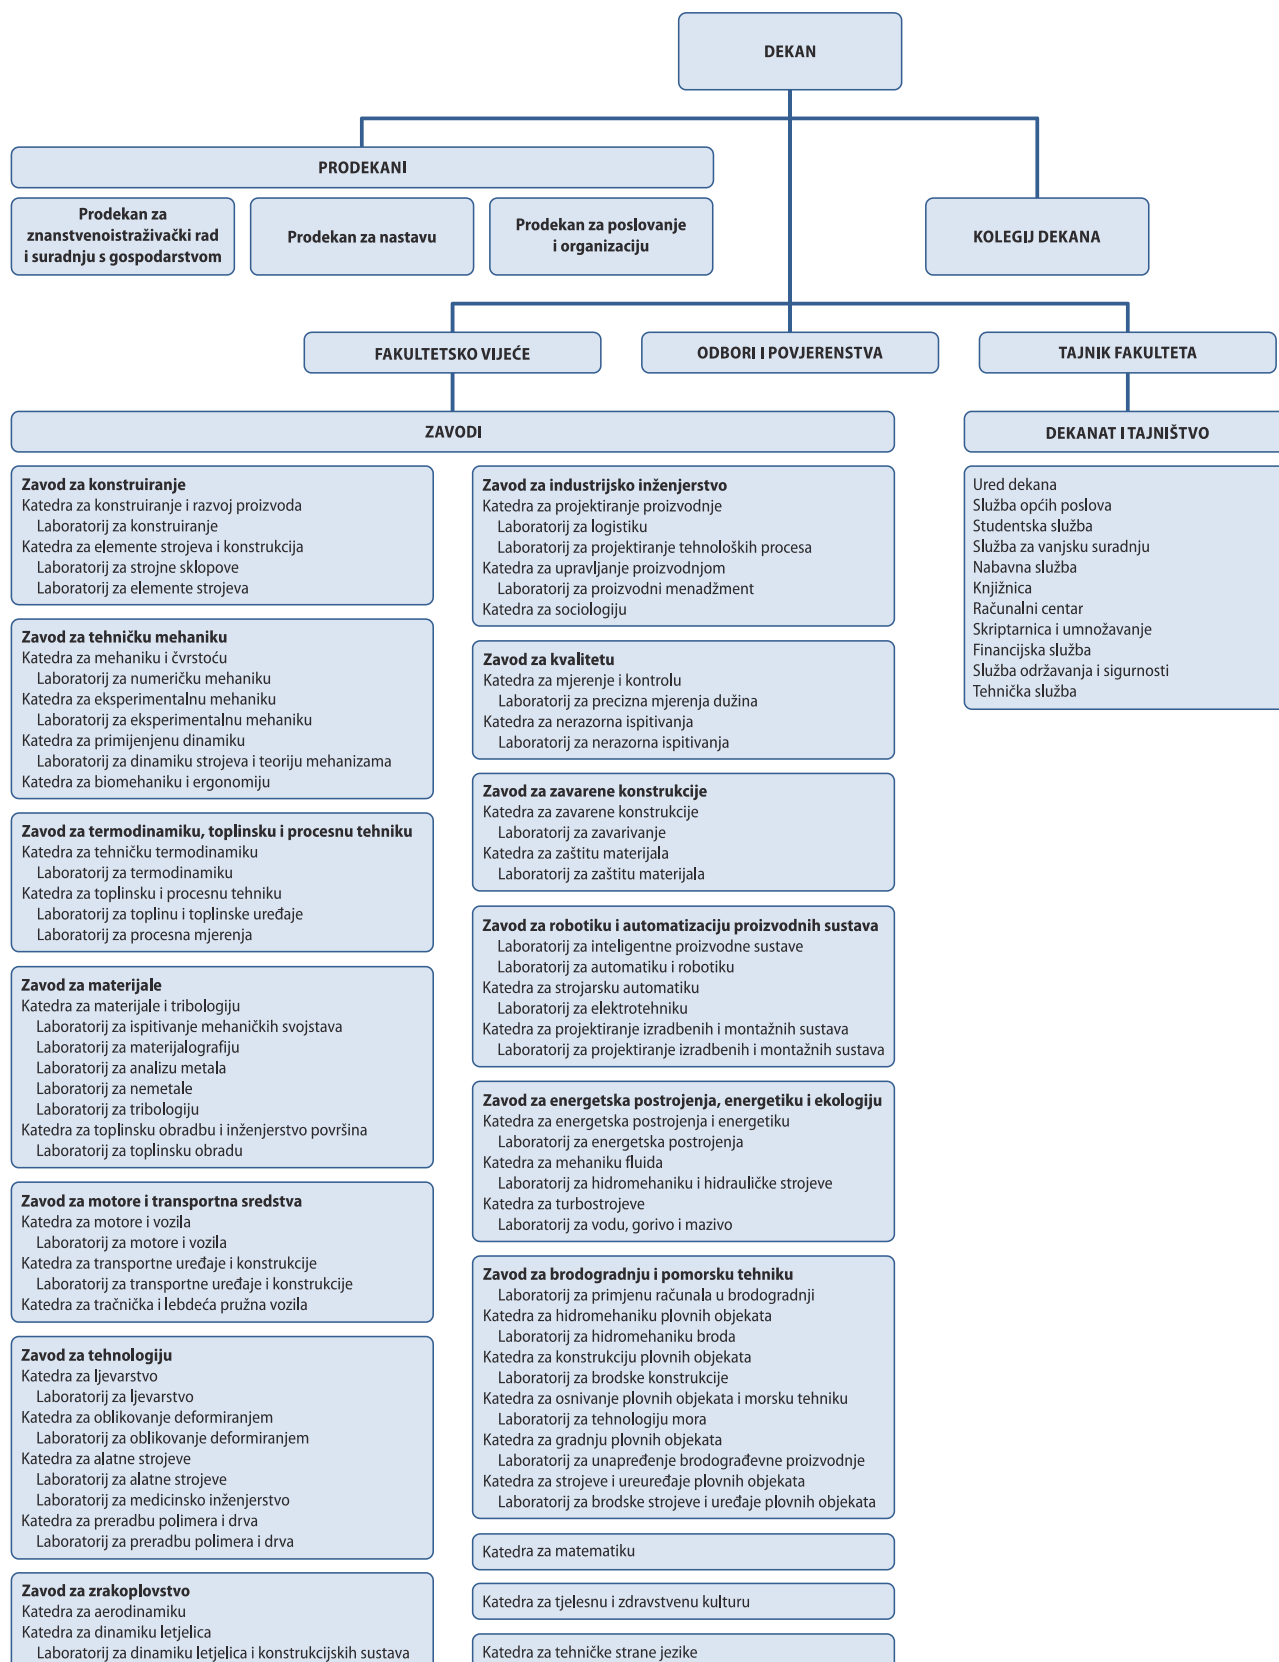 DEKAN
PRODEKANI
Prodekan za
znanstvenoistraživački rad
i suradnju s gospodarstvom
Prodekan za nastavu
Prodekan za poslovanje
i organizaciju
KOLEGIJ DEKANA
FAKULTETSKO VIJEĆE
ODBORI I POVJERENSTVA
TAJNIK FAKULTETA
ZAVODI
DEKANAT I TAJNIŠTVO
Zavod za konstruiranje
Katedra za konstruiranje i razvoj proizvoda
Laboratorij za konstruiranje
Katedra za elemente strojeva i konstrukcija
Laboratorij za strojne sklopove
Laboratorij za elemente strojeva
Zavod za tehničku mehaniku
Katedra za mehaniku i čvrstoću
Laboratorij za numeričku mehaniku
Katedra za eksperimentalnu mehaniku
Laboratorij za eksperimentalnu mehaniku
Katedra za primijenjenu dinamiku
Laboratorij za dinamiku strojeva i teoriju mehanizama
Katedra za biomehaniku i ergonomiju
Zavod za termodinamiku, toplinsku i procesnu tehniku
Katedra za tehničku termodinamiku
Laboratorij za termodinamiku
Katedra za toplinsku i procesnu tehniku
Laboratorij za toplinu i toplinske uređaje
Laboratorij za procesna mjerenja
Zavod za materijale
Katedra za materijale i tribologiju
Laboratorij za ispitivanje mehaničkih svojstava
Laboratorij za materijalografiju
Laboratorij za analizu metala
Laboratorij za nemetale
Laboratorij za tribologiju
Katedra za toplinsku obradbu i inženjerstvo površina
Laboratorij za toplinsku obradu
Zavod za motore i transportna sredstva
Katedra za motore i vozila
Laboratorij za motore i vozila
Katedra za transportne uređaje i konstrukcije
Laboratorij za transportne uređaje i konstrukcije
Katedra za tračnička i lebdeća pružna vozila
Zavod za tehnologiju
Katedra za ljevarstvo
Laboratorij za ljevarstvo
Katedra za oblikovanje deformiranjem
Laboratorij za oblikovanje deformiranjem
Katedra za alatne strojeve
Laboratorij za alatne strojeve
Laboratorij za medicinsko inženjerstvo
Katedra za preradbu polimera i drva
Laboratorij za preradbu polimera i drva
Zavod za zrakoplovstvo
Katedra za aerodinamiku
Katedra za dinamiku letjelica
Laboratorij za dinamiku letjelica i konstrukcijskih sustava
Zavod za industrijsko inženjerstvo
Katedra za projektiranje proizvodnje
Laboratorij za logistiku
Laboratorij za projektiranje tehnoloških procesa
Katedra za upravljanje proizvodnjom
Laboratorij za proizvodni menadžment
Katedra za sociologiju
Zavod za kvalitetu
Katedra za mjerenje i kontrolu
Laboratorij za precizna mjerenja dužina
Katedra za nerazorna ispitivanja
Laboratorij za nerazorna ispitivanja
Zavod za zavarene konstrukcije
Katedra za zavarene konstrukcije
Laboratorij za zavarivanje
Katedra za zaštitu materijala
Laboratorij za zaštitu materijala
Zavod za robotiku i automatizaciju proizvodnih sustava
Laboratorij za inteligentne proizvodne sustave
Laboratorij za automatiku i robotiku
Katedra za strojarsku automatiku
Laboratorij za elektrotehniku
Katedra za projektiranje izradbenih i montažnih sustava
Laboratorij za projektiranje izradbenih i montažnih sustava
Zavod za energetska postrojenja, energetiku i ekologiju
Katedra za energetska postrojenja i energetiku
Laboratorij za energetska postrojenja
Katedra za mehaniku fluida
Laboratorij za hidromehaniku i hidrauličke strojeve
Katedra za turbostrojeve
Laboratorij za vodu, gorivo i mazivo
Zavod za brodogradnju i pomorsku tehniku
Laboratorij za primjenu računala u brodogradnji
Katedra za hidromehaniku plovnih objekata
Laboratorij za hidromehaniku broda
Katedra za konstrukciju plovnih objekata
Laboratorij za brodske konstrukcije
Katedra za osnivanje plovnih objekata i morsku tehniku
Laboratorij za tehnologiju mora
Katedra za gradnju plovnih objekata
Laboratorij za unapređenje brodograđevne proizvodnje
Katedra za strojeve i ureuređaje plovnih objekata
Laboratorij za brodske strojeve i uređaje plovnih objekata
Katedra za matematiku
Katedra za tjelesnu i zdravstvenu kulturu
Katedra za tehničke strane jezike
Ured dekana
Služba općih poslova
Studentska služba
Služba za vanjsku suradnju
Nabavna služba
Knjižnica
Računalni centar
Skriptarnica i umnožavanje
Financijska služba
Služba održavanja i sigurnosti
Tehnička služba